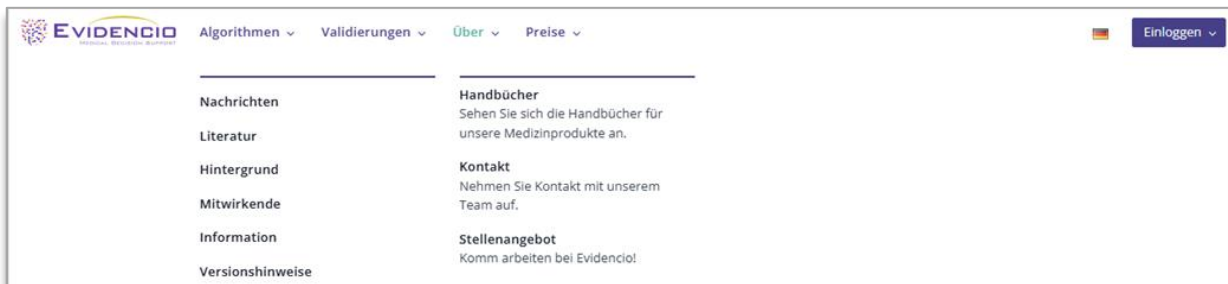 EVIDENCIO
MEDICAL DECISION SUPPORT
Algorithmen
Validierungen
Über
Preise
Einloggen
Nachrichten
Literatur
Hintergrund
Mitwirkende
Information
Versionshinweise
Handbücher
Sehen Sie sich die Handbücher für
unsere Medizinprodukte an.
Kontakt
Nehmen Sie Kontakt mit unserem
Team auf.
Stellenangebot
Komm arbeiten bei Evidencio!